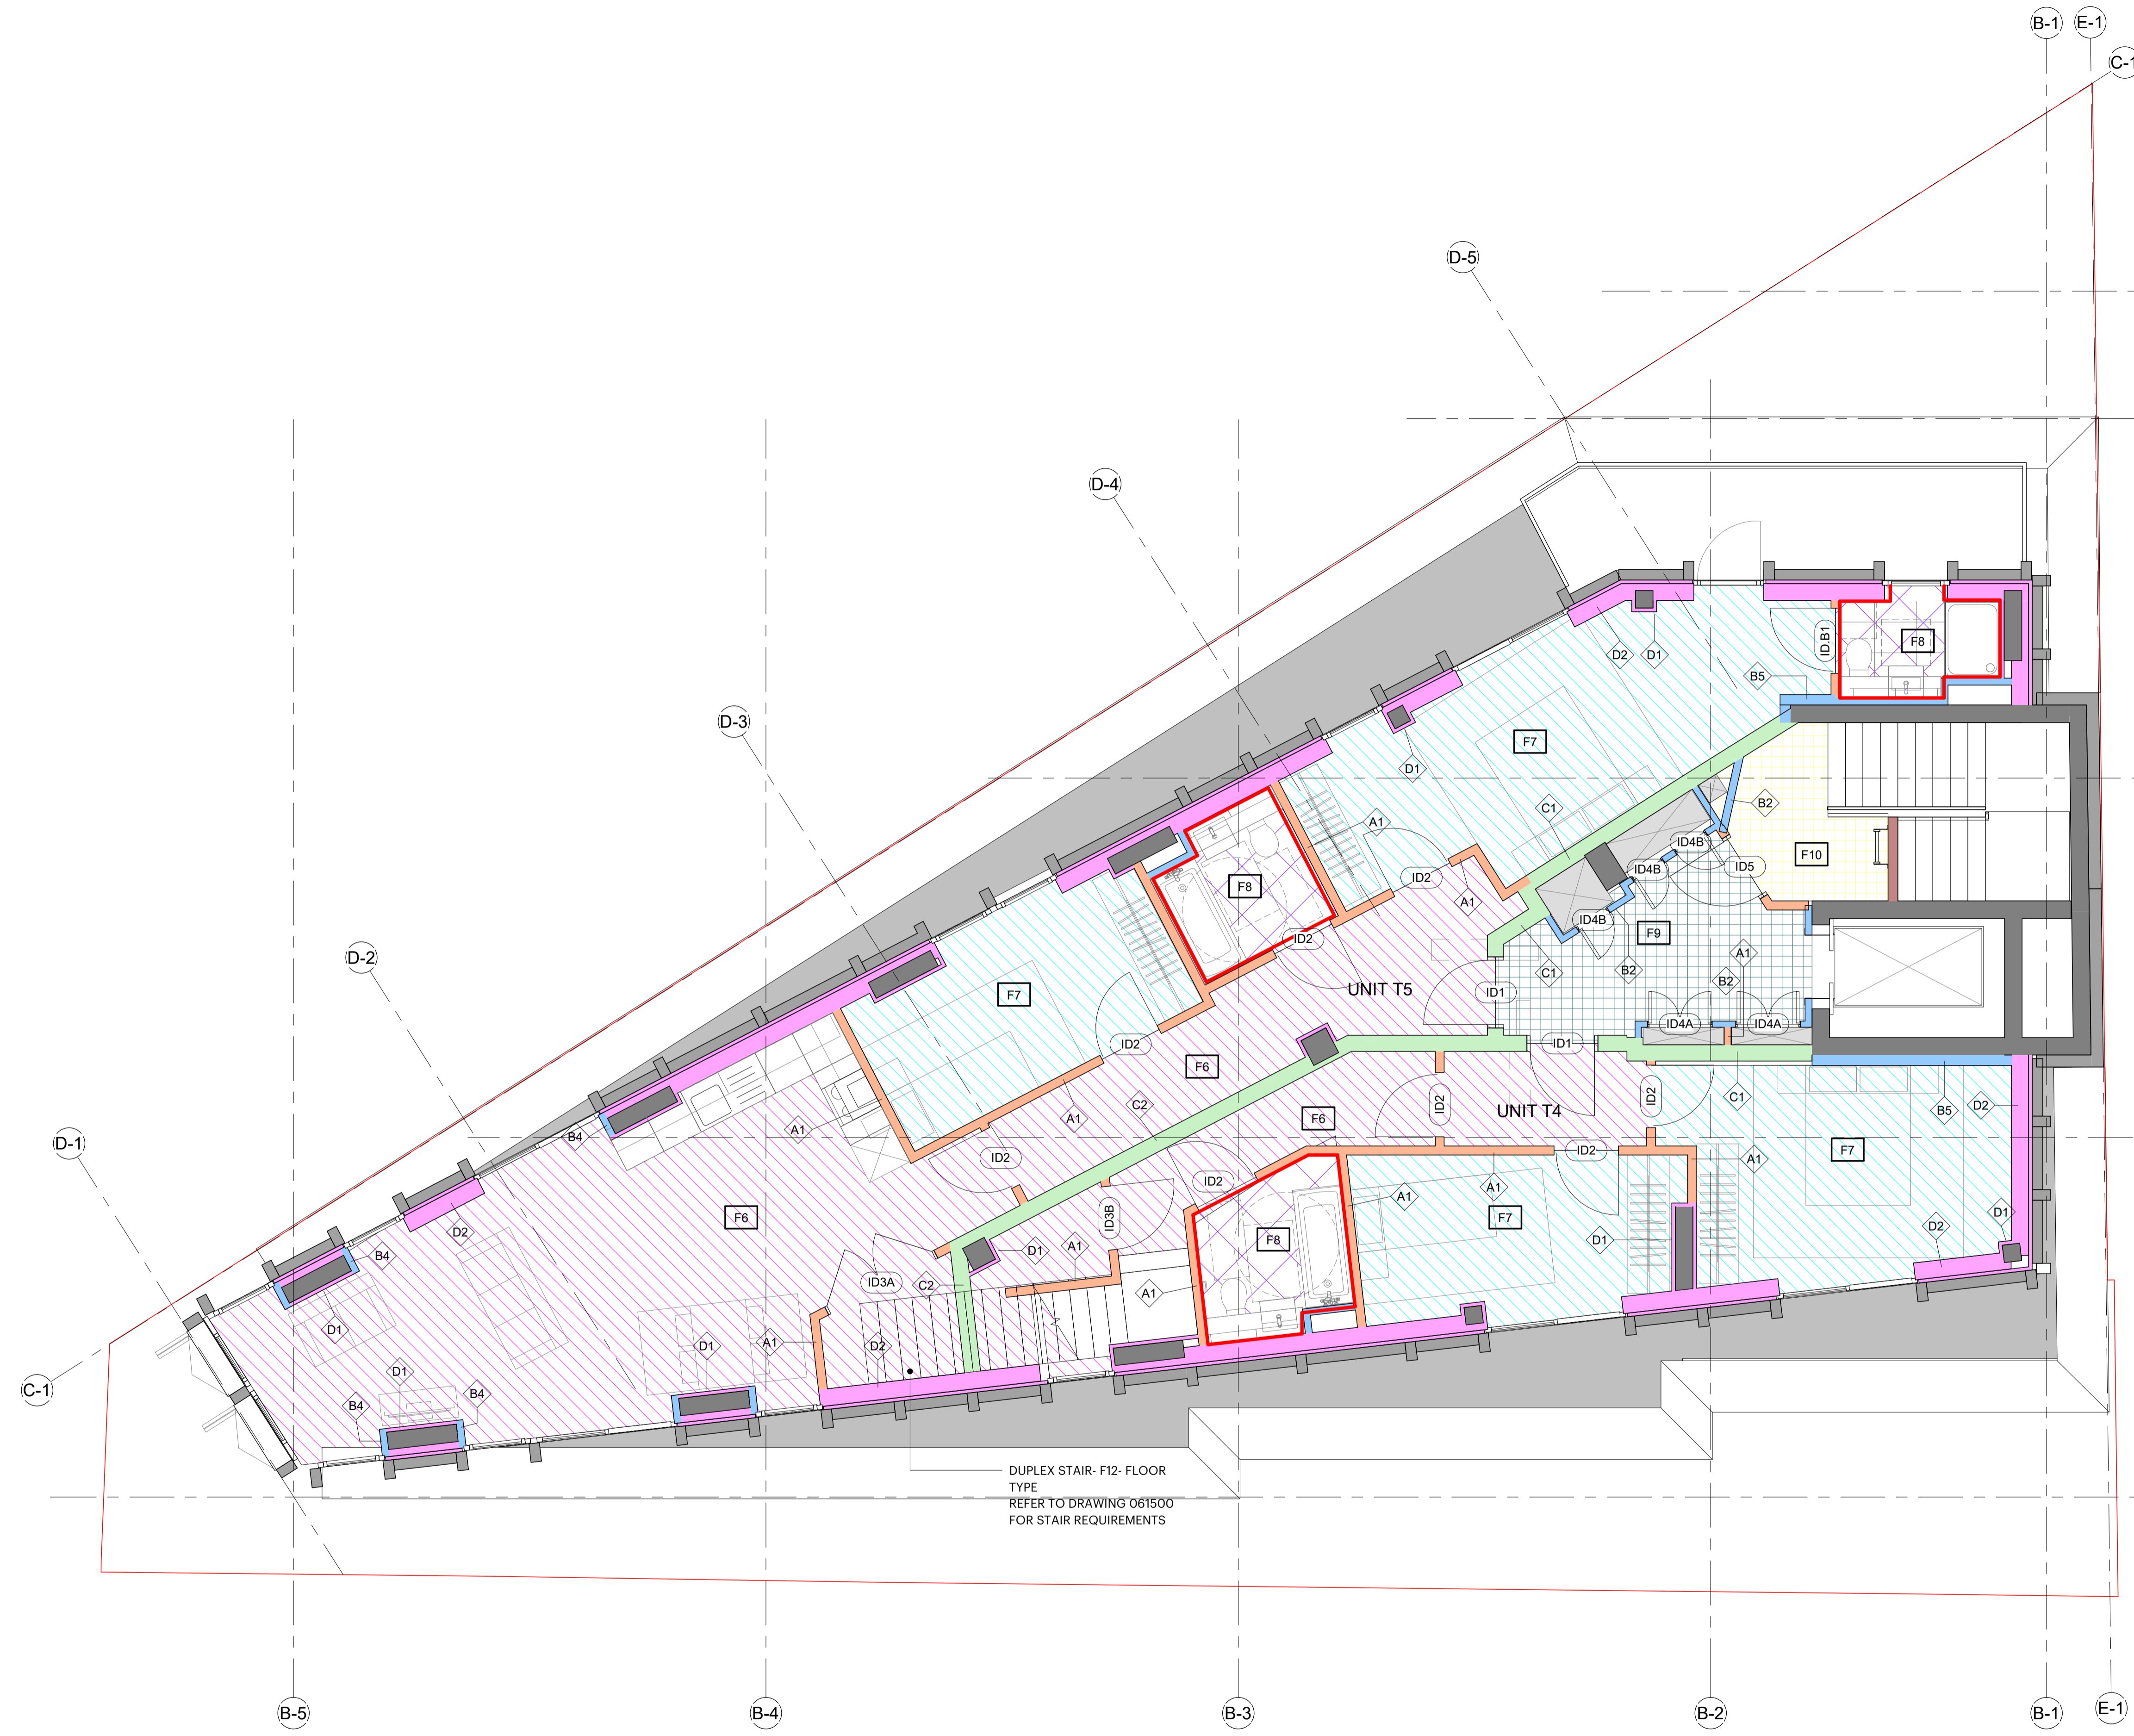 B-1
E-1
C-1
D-5
D-4
D-3
D-2
D-1
C-1
ID.B1
F8
D2
D1
B5
F7
D1
C1
B2
A1
ID4B
F10
ID4B
ID5
ID2
F8
A1
ID4B
F9
ID2
C1
B2
A1
B2
UNIT T5
ID1
F7
ID4A
ID4A
ID2
ID1
F6
C2
A1
F6
ID2
UNIT T4
ID2
C1
B5
D2
B4
A1
ID2
ID2
F7
A1
ID2
A1
A1
F6
D2
ID3B
F8
F7
D1
D1
D2
B4
D1
A1
ID3A
C2
A1
D1
D1
A1
D2
D1
B4
B4
DUPLEX STAIR- F12- FLOOR
TYPE
REFER TO DRAWING 061500
FOR STAIR REQUIREMENTS
B-5
B-4
B-3
B-2
B-1
E-1